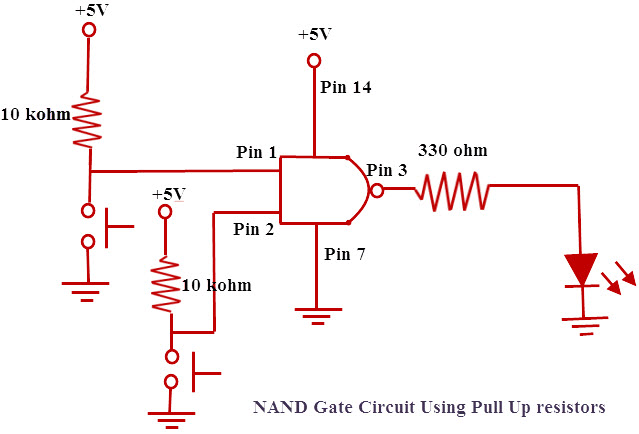 +5V
+5V
Pin 14
10 kohm
Pin 1
330 ohm
Pin 3
+5V
Pin 2
Pin 7
10 kohm
NAND Gate Circuit Using Pull Up resistors